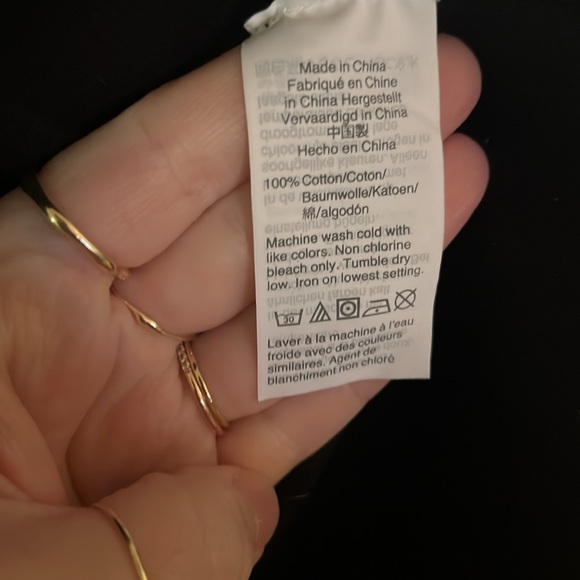 Made in China
Fabriqué en Chine
in China Hergestellt
Vervaardigd in China
中国製
Hecho en China
100% Cotton/Coton/
Baumwolle/Katoen/
綿/algodón
Machine wash cold with
like colors. Non chlorine
bleach only. Tumble dry
low. Iron on lowest setting.
30
Laver à la machine à l'eau
froide avec des couleurs
similaires. Agent de
blanchiment non chloré